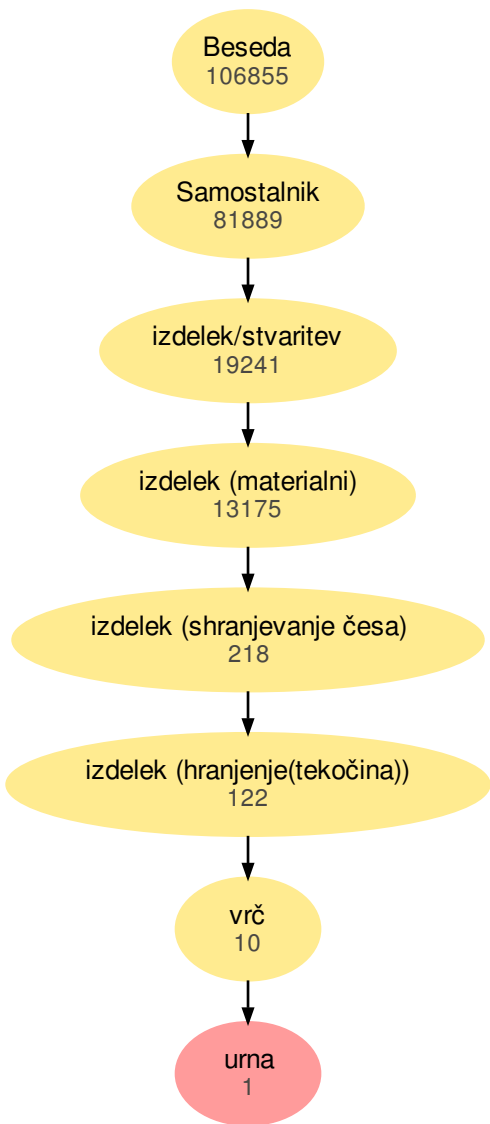 Beseda
106855
Samostalnik
81889
izdelek/stvaritev
19241
izdelek (materialni)
13175
izdelek (shranjevanje česa)
218
izdelek (hranjenje(tekočina))
122
vrč
10
urna
1